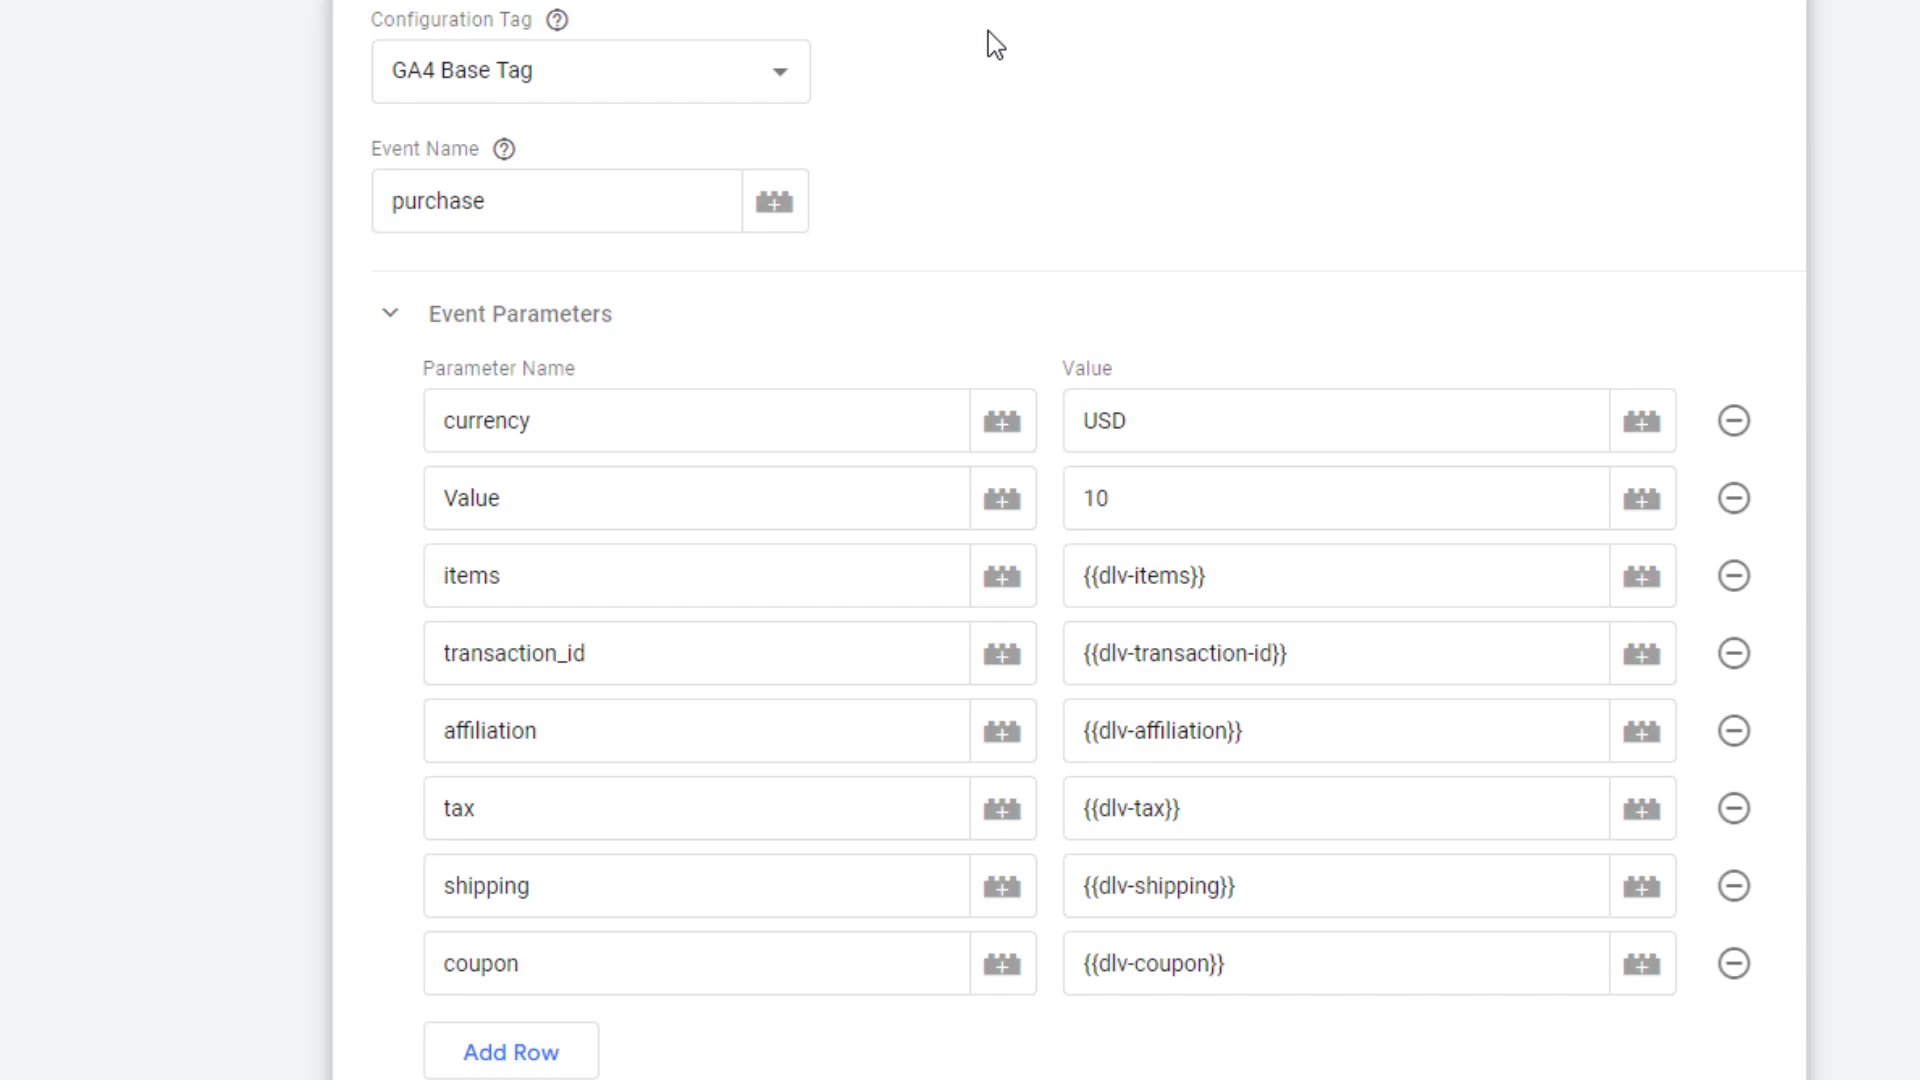 Configuration Tag
GA4 Base Tag
Event Name
purchase
Event Parameters
Parameter Name Value
currency USD
Value 10
items {{dlv-items}}
transaction_id {{dlv-transaction-id}}
affiliation {{dlv-affiliation}}
tax {{dlv-tax}}
shipping {{dlv-shipping}}
coupon {{dlv-coupon}}
Add Row